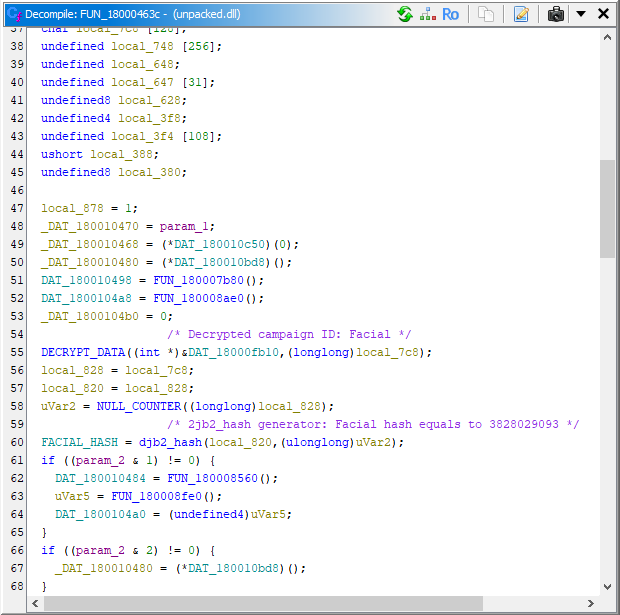 Decompile: FUN_18000463c - (unpacked.dll)
Ro
37 char local_7c8 [128];
38 undefined local_748 [256];
39 undefined local_648;
40 undefined local_647 [31];
41 undefined8 local_628;
42 undefined4 local_3f8;
43 undefined local_3f4 [108];
44 ushort local_388;
45 undefined8 local_380;
46
47 local_878 = 1;
48 _DAT_180010470 = param_1;
49 _DAT_180010468 = (*DAT_180010c50)(0);
50 _DAT_180010480 = (*DAT_180010bd8)();
51 DAT_180010498 = FUN_180007b80();
52 DAT_1800104a8 = FUN_180008ae0();
53 _DAT_1800104b0 = 0;
54 /* Decrypted campaign ID: Facial */
55 DECRYPT_DATA((int *)&DAT_18000fb10,(longlong)local_7c8);
56 local_828 = local_7c8;
57 local_820 = local_828;
58 uVar2 = NULL_COUNTER((longlong)local_828);
59 /* 2jb2_hash generator: Facial hash equals to 3828029093 */
60 FACIAL_HASH = djb2_hash(local_820,(ulonglong)uVar2);
61 if ((param_2 & 1) != 0) {
62 DAT_180010484 = FUN_180008560();
63 uVar5 = FUN_180008fe0();
64 DAT_1800104a0 = (undefined4)uVar5;
65 }
66 if ((param_2 & 2) != 0) {
67 _DAT_180010480 = (*DAT_180010bd8)();
68 }